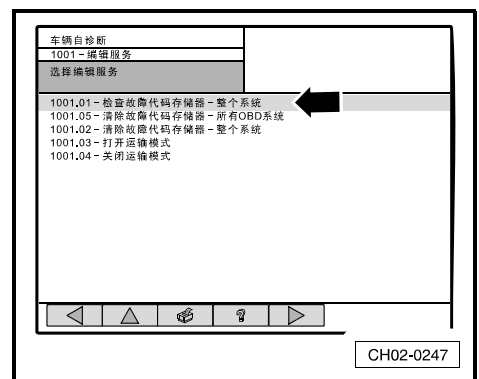 车辆自诊断
1001－编辑服务
选择编辑服务
1001.01－检查故障代码存储器－整个系统
1001.05－清除故障代码存储器－所有OBD系统
1001.02－清除故障代码存储器－整个系统
1001.03－打开运输模式
1001.04－关闭运输模式
?
CH02-0247